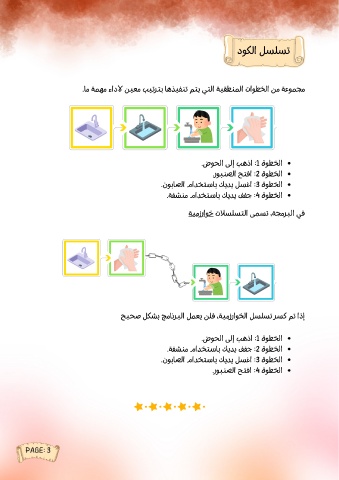 تسلسل الكود
مجموعة من الخطوات المنطقية التي يتم تنفيذها بترتيب معين لأداء مهمة ما.
• الخطوة 1: اذهب إلى الحوض.
• الخطوة 2: افتح الصنبور.
• الخطوة 3: اغسل يديك باستخدام الصابون.
• الخطوة 4: جفف يديك باستخدام منشفة.
في البرمجة، تسمى التسلسلات خوارزمية
إذا تم كسر تسلسل الخوارزمية، فلن يعمل البرنامج بشكل صحيح
• الخطوة 1: اذهب إلى الحوض.
• الخطوة 2: جفف يديك باستخدام منشفة.
• الخطوة 3: اغسل يديك باستخدام الصابون.
• الخطوة 4: افتح الصنبور.
PAGE: 3